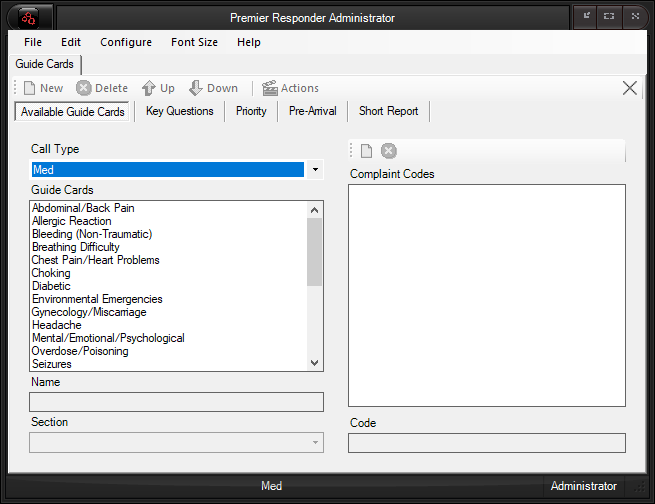 Premier Responder Administrator
File Edit Configure Font Size Help
Guide Cards
New Delete Up Down Actions
Available Guide Cards Key Questions Priority Pre-Arrival Short Report
Call Type
Med
Guide Cards
Abdominal/Back Pain
Allergic Reaction
Bleeding (Non-Traumatic)
Breathing Difficulty
Chest Pain/Heart Problems
Choking
Diabetic
Environmental Emergencies
Gynecology/Miscarriage
Headache
Mental/Emotional/Psychological
Overdose/Poisoning
Seizures
Name
Section
Complaint Codes
Code
Med Administrator